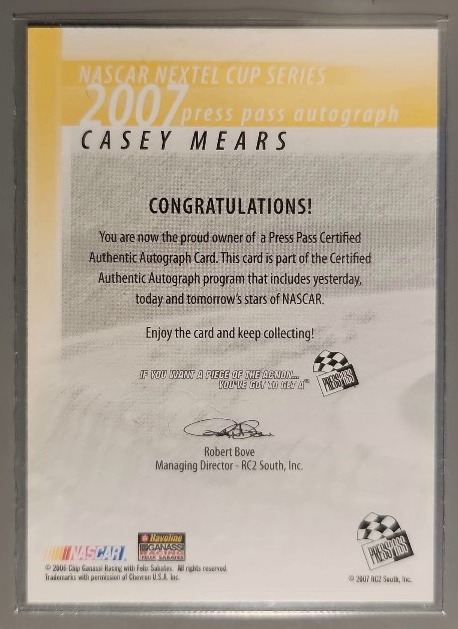 NASCAR NEXTEL CUP SERIES
2007 press pass autograph
CASEY MEARS
CONGRATULATIONS!
You are now the proud owner of a Press Pass Certified
Authentic Autograph Card. This card is part of the Certified
Authentic Autograph program that includes yesterday,
today and tomorrow's stars of NASCAR.
Enjoy the card and keep collecting!
IF YOU WANT A PIECE OF THE ACTION...
YOU'VE GOT TO GET A®
PRESS PASS
Robert Bove
Managing Director - RC2 South, Inc.
NASCAR
Havoline
GANASSI
RACING
FELIX SABATES
PRESS PASS
© 2006 Chip Ganassi Racing with Felix Sabates. All rights reserved.
Trademarks with permission of Chevron U.S.A. Inc.
© 2007 RC2 South, Inc.